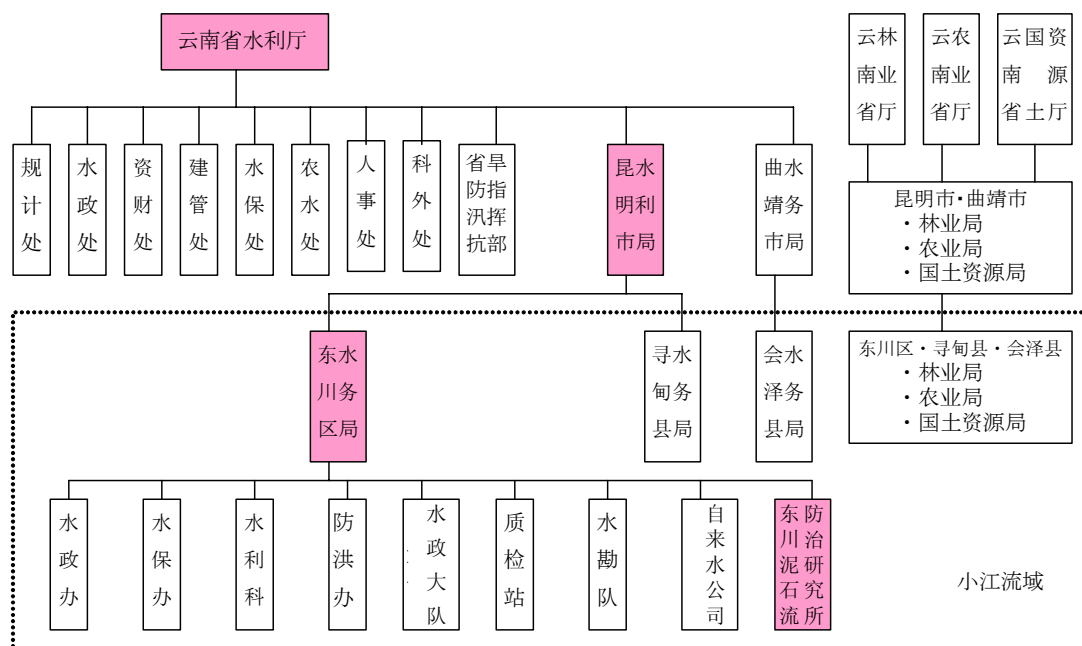 云南省水利厅
云南省林业厅
云南省农业厅
云南省国土资源厅
规计处
水政处
资财处
建管处
水保处
农水处
人事处
科外处
省防汛抗旱指挥部
昆明市水利局
曲靖市水务局
昆明市·曲靖市
·林业局
·农业局
·国土资源局
东川区水务局
寻甸县水务局
会泽县水务局
东川区·寻甸县·会泽县
·林业局
·农业局
·国土资源局
水政办
水保办
水利科
防洪办
水政大队
质检站
水勘队
自来水公司
东川泥石流防治研究所
小江流域